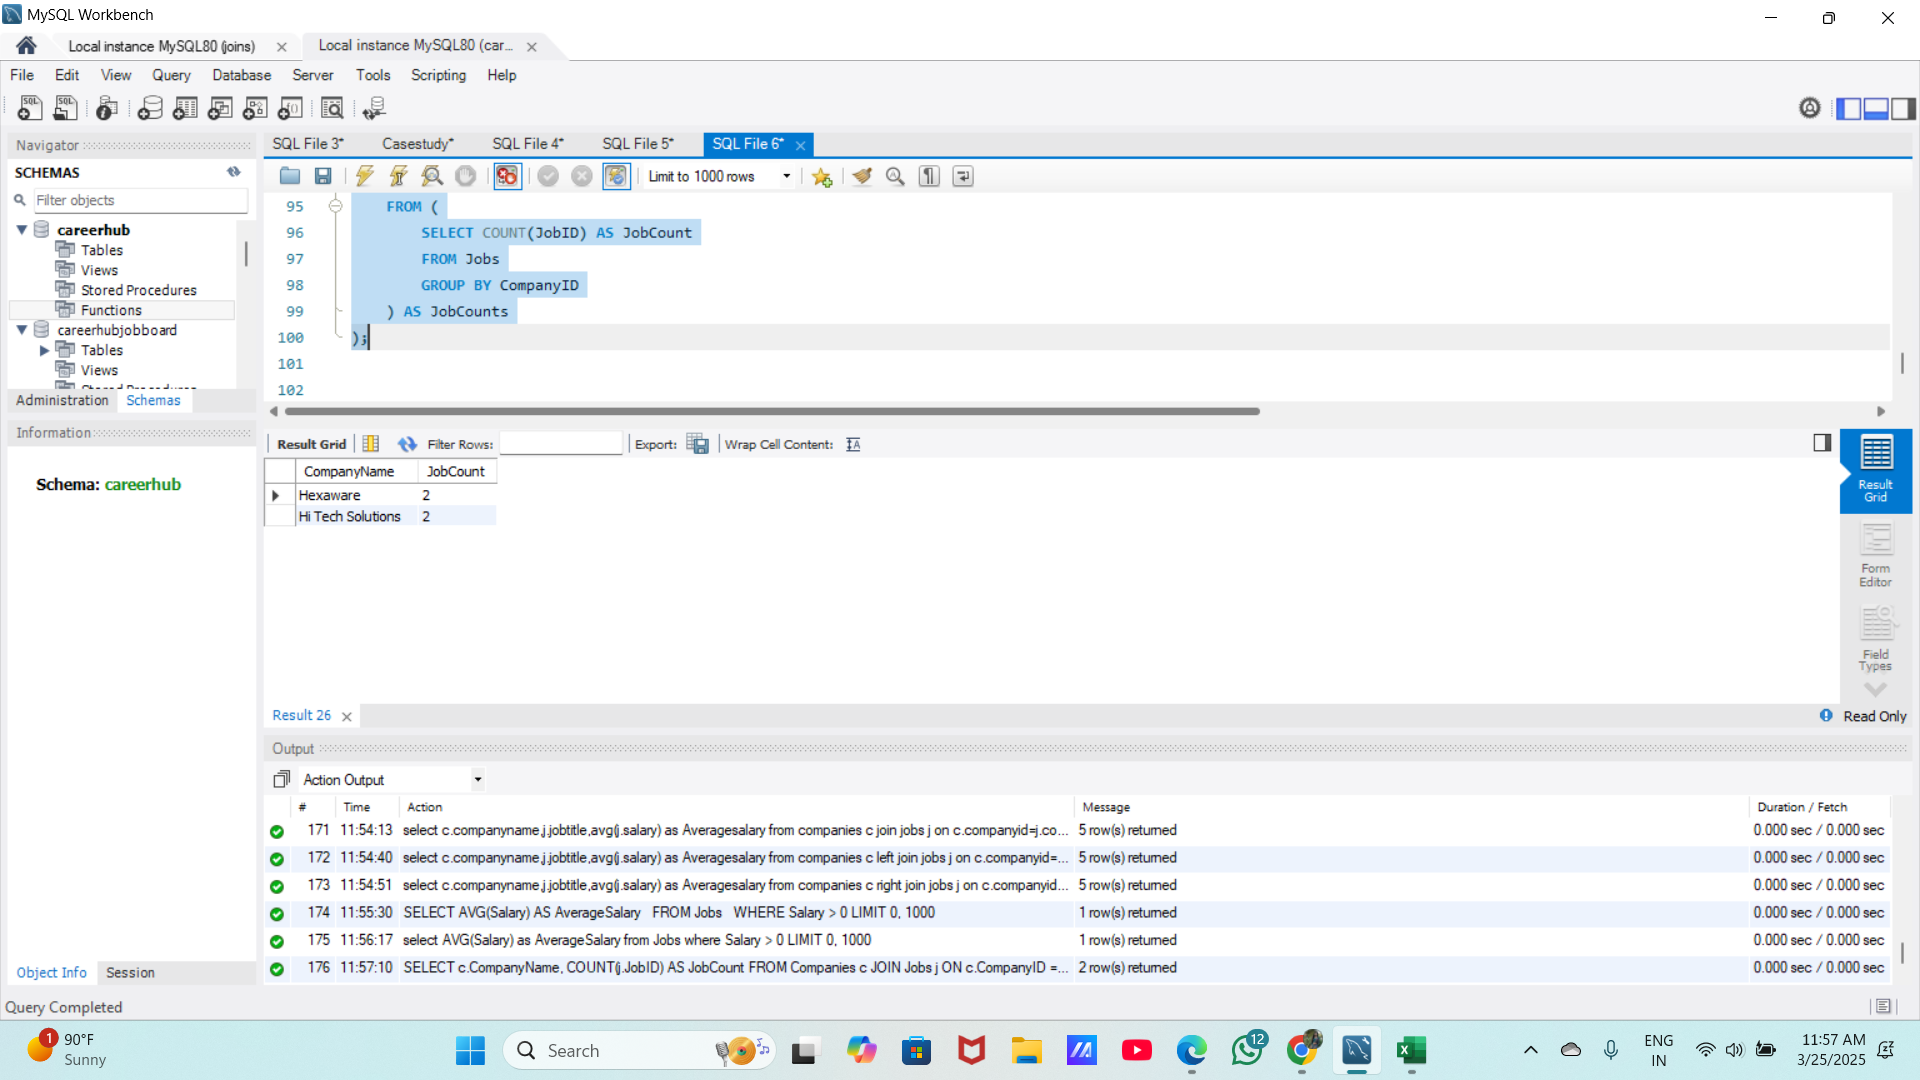 MySQL Workbench
Local instance MySQL80 (joins)
Local instance MySQL80 (car...
File Edit View Query Database Server Tools Scripting Help
Navigator
SCHEMAS
Filter objects
careerhub
Tables
Views
Stored Procedures
Functions
careerhubjobboard
Tables
Views
Administration Schemas
Information
Schema: careerhub
Object Info Session
SQL File 3* Casestudy* SQL File 4* SQL File 5* SQL File 6*
Limit to 1000 rows
95 FROM (
96 SELECT COUNT(JobID) AS JobCount
97 FROM Jobs
98 GROUP BY CompanyID
99 ) AS JobCounts
100 );
101
102
Result Grid Filter Rows: Export: Wrap Cell Content:
CompanyName JobCount
Hexaware 2
Hi Tech Solutions 2
Result Grid
Form Editor
Field Types
Result 26
Read Only
Output
Action Output
# Time Action Message Duration / Fetch
171 11:54:13 select c.companyname,j.jobtitle,avg(j.salary) as Averagesalary from companies c join jobs j on c.companyid=j.co... 5 row(s) returned 0.000 sec / 0.000 sec
172 11:54:40 select c.companyname,j.jobtitle,avg(j.salary) as Averagesalary from companies c left join jobs j on c.companyid=... 5 row(s) returned 0.000 sec / 0.000 sec
173 11:54:51 select c.companyname,j.jobtitle,avg(j.salary) as Averagesalary from companies c right join jobs j on c.companyid... 5 row(s) returned 0.000 sec / 0.000 sec
174 11:55:30 SELECT AVG(Salary) AS AverageSalary FROM Jobs WHERE Salary > 0 LIMIT 0, 1000 1 row(s) returned 0.000 sec / 0.000 sec
175 11:56:17 select AVG(Salary) as AverageSalary from Jobs where Salary > 0 LIMIT 0, 1000 1 row(s) returned 0.000 sec / 0.000 sec
176 11:57:10 SELECT c.CompanyName, COUNT(j.JobID) AS JobCount FROM Companies c JOIN Jobs j ON c.CompanyID =... 2 row(s) returned 0.000 sec / 0.000 sec
Query Completed
1
90°F
Sunny
Search
12
ENG
IN
11:57 AM
3/25/2025